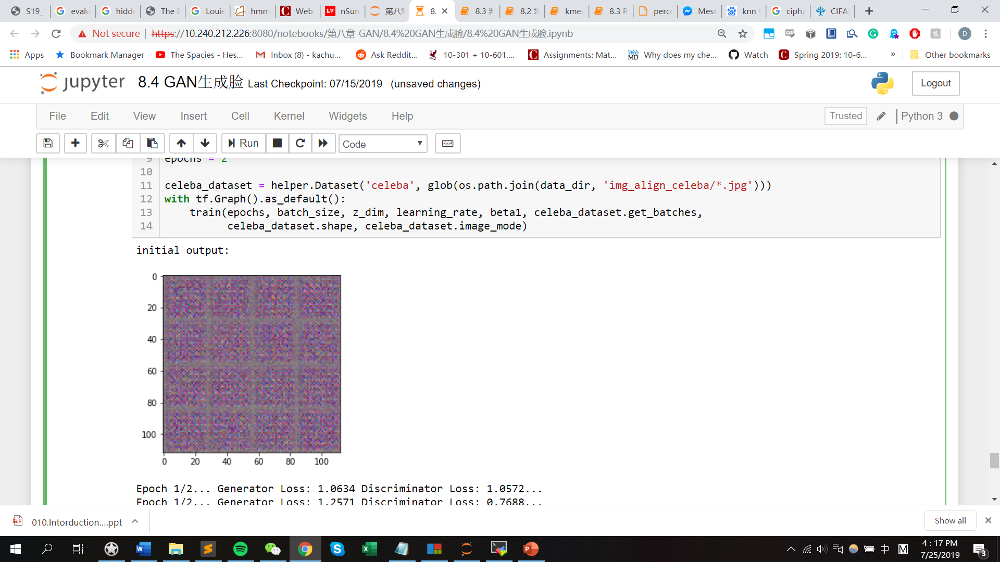 S19_ evalu hidde The E Louie hmm Web nSun 第八章 8. 8.3 8.2 kmea 8.3 R perce Mess knn cipha CIFA
Not secure | https://10.240.212.226:8080/notebooks/第八章-GAN/8.4%20GAN生成脸/8.4%20GAN生成脸.ipynb
Apps Bookmark Manager The Spacies - Hes... Inbox (8) - kachu... Ask Reddit... 10-301 + 10-601,... Assignments: Mat... Why does my che... Watch Spring 2019: 10-6... » Other bookmarks
jupyter 8.4 GAN生成脸 Last Checkpoint: 07/15/2019 (unsaved changes) Logout
File Edit View Insert Cell Kernel Widgets Help Trusted Python 3
Run Code
9 epochs = 2
10
11 celeba_dataset = helper.Dataset('celeba', glob(os.path.join(data_dir, 'img_align_celeba/*.jpg')))
12 with tf.Graph().as_default():
13 train(epochs, batch_size, z_dim, learning_rate, beta1, celeba_dataset.get_batches,
14 celeba_dataset.shape, celeba_dataset.image_mode)
initial output:
0
20
40
60
80
100
0 20 40 60 80 100
Epoch 1/2... Generator Loss: 1.0634 Discriminator Loss: 1.0572...
Epoch 1/2... Generator Loss: 1.2571 Discriminator Loss: 0.7688...
010.Intorduction....ppt Show all
4:17 PM
中 M 7/25/2019 3